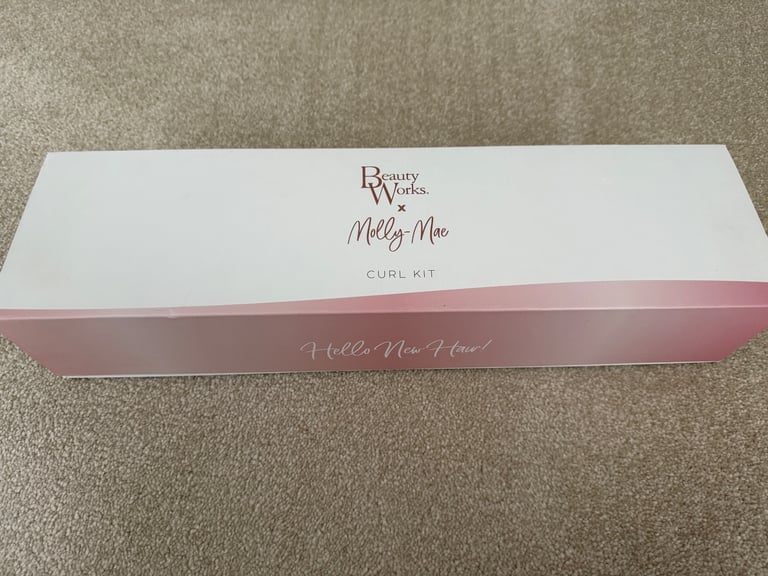 Beauty
Works.
x
Molly-Mae
CURL KIT
Hello New Hair!